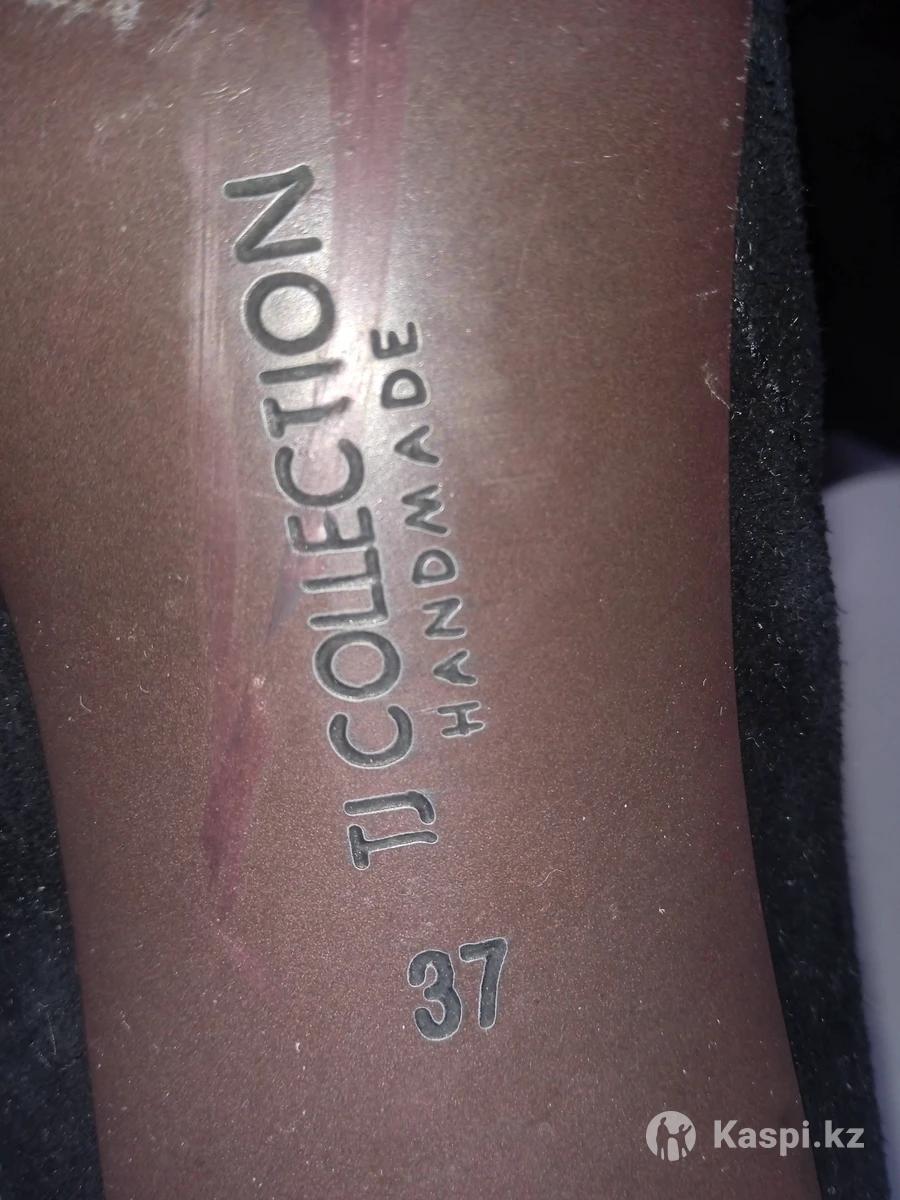 TJ COLLECTION
HANDMADE
37
Kaspi.kz